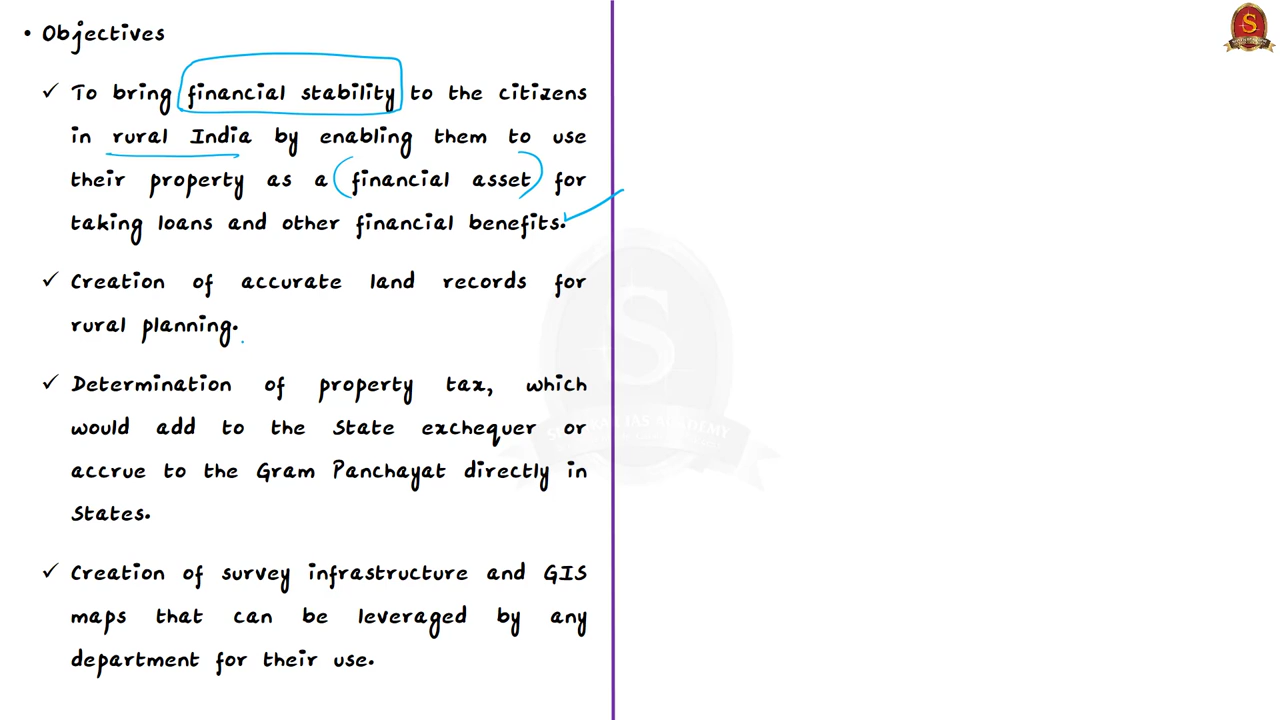 • Objectives
✓ To bring financial stability to the citizens
in rural India by enabling them to use
their property as a financial asset for
taking loans and other financial benefits.
✓ Creation of accurate land records for
rural planning.
✓ Determination of property tax, which
would add to the State exchequer or
accrue to the Gram Panchayat directly in
States.
✓ Creation of survey infrastructure and GIS
maps that can be leveraged by any
department for their use.
S
IAS ACADEMY
S